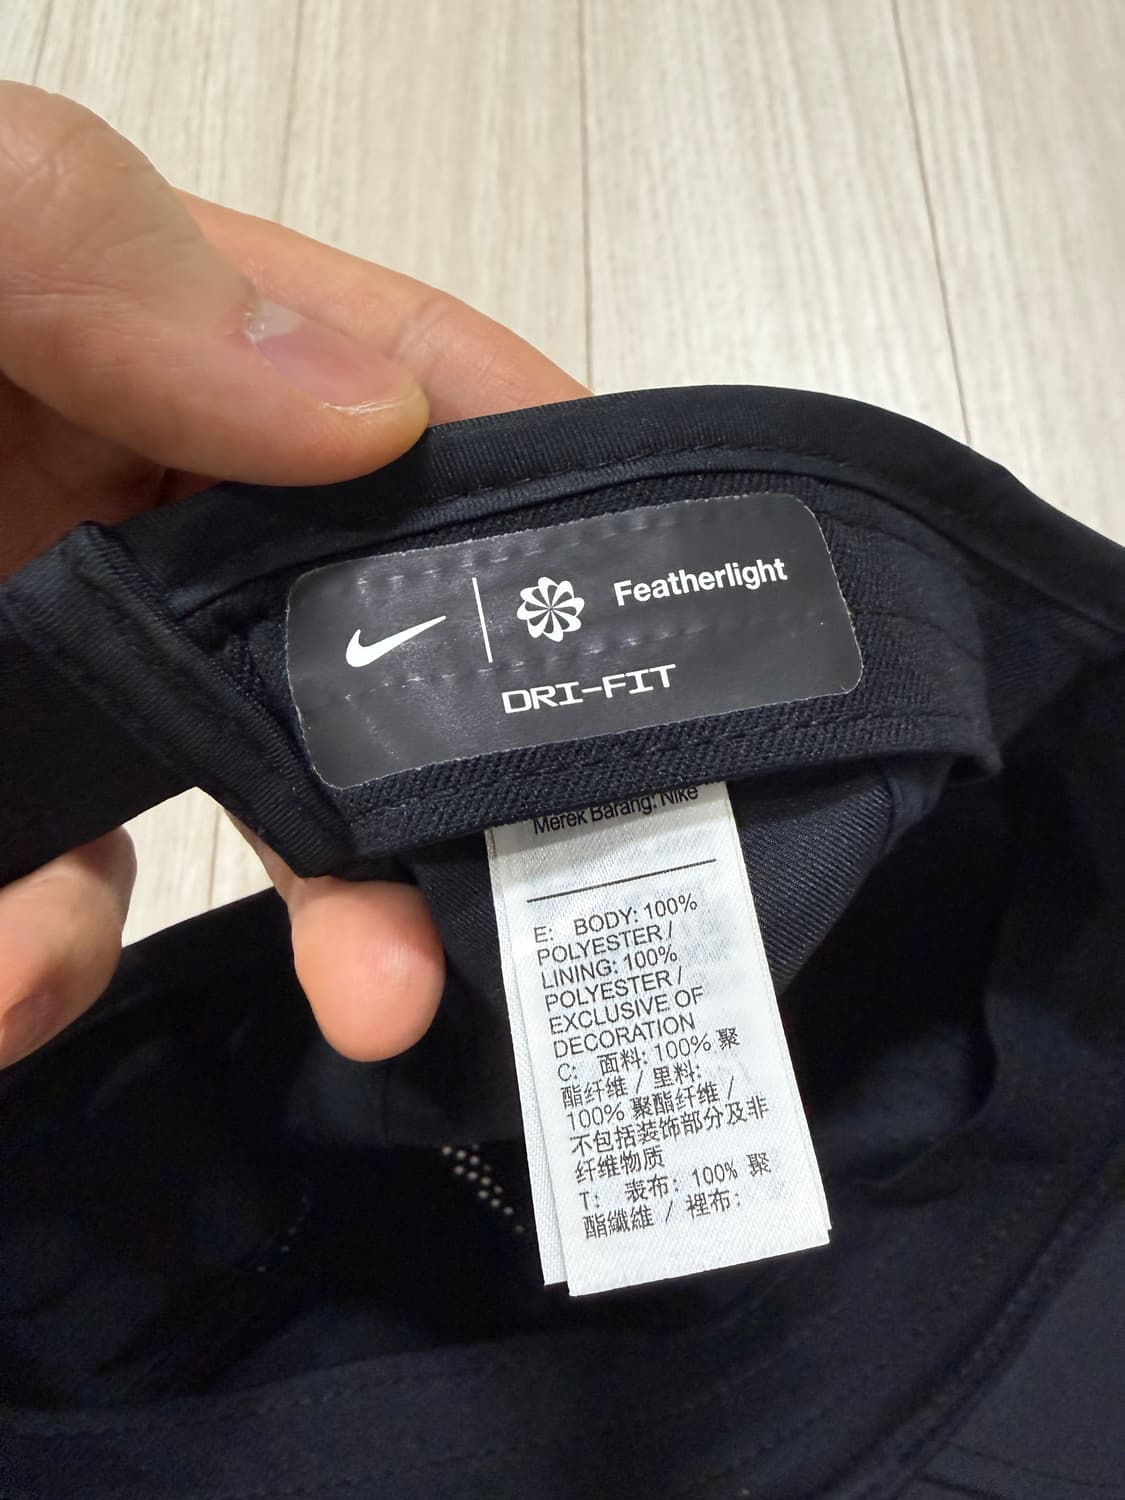 Featherlight
DRI-FIT
Merek Barang: Nike
E: BODY: 100%
POLYESTER /
LINING: 100%
POLYESTER /
EXCLUSIVE OF
DECORATION
C: 面料: 100% 聚
酯纤维 / 里料:
100% 聚酯纤维 /
不包括装饰部分及非
纤维物质
T: 表布: 100% 聚
酯纖維 / 裡布: